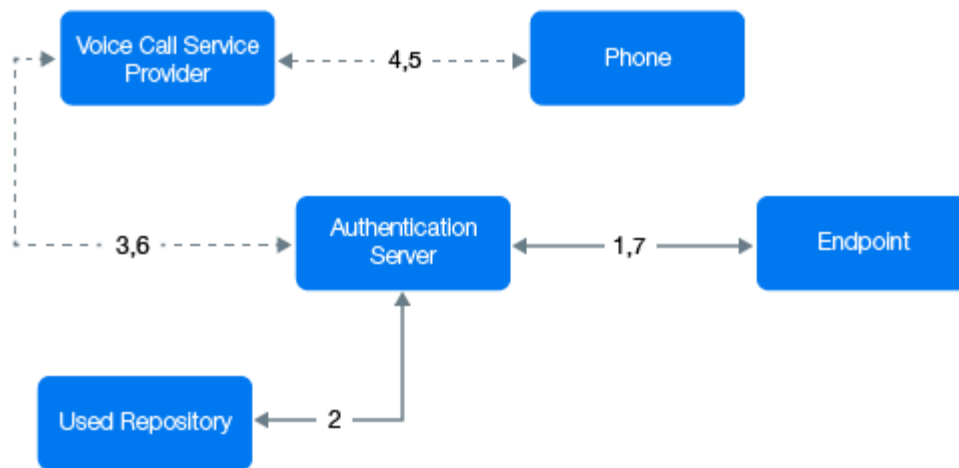 Voice Call Service
Provider
4,5
Phone
3,6
Authentication
Server
1,7
Endpoint
Used Repository
2